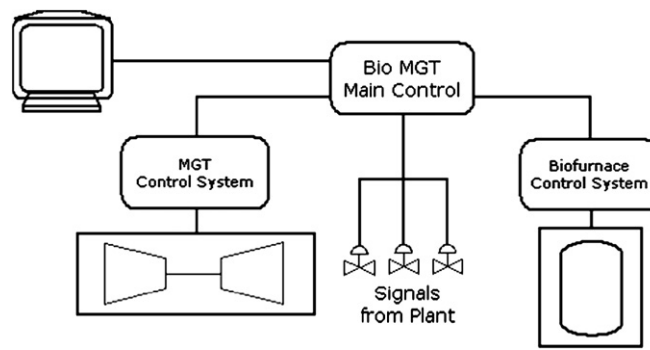 Bio MGT
Main Control
MGT
Control System
Biofurnace
Control System
Signals
from Plant